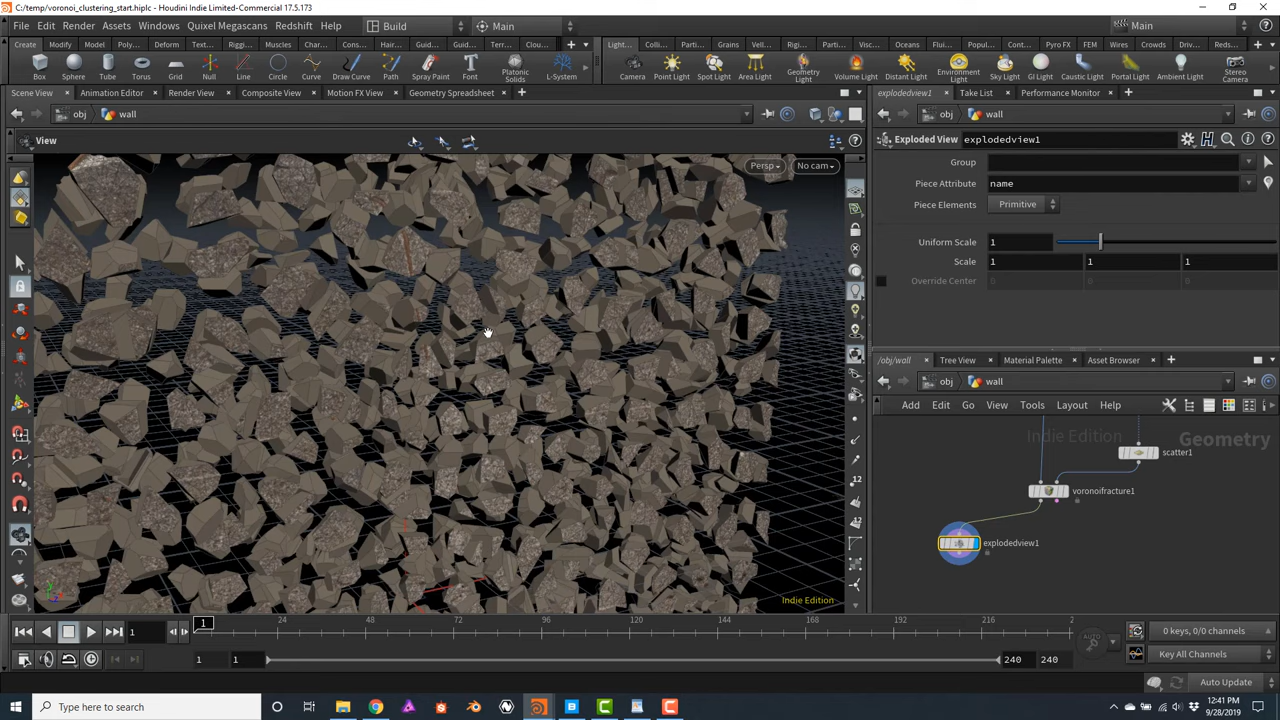 C:/temp/voronoi_clustering_start.hiplc - Houdini Indie Limited-Commercial 17.5.173
File Edit Render Assets Windows Quixel Megascans Redshift Help Build Main Main
Create Modify Model Poly... Deform Text... Riggi... Muscles Char... Cons... Hair... Guid... Guid... Terr... Clou... Light... Colli... Parti... Grains Vell... Rigi... Parti... Visc... Oceans Flui... Popul... Cont... Pyro FX FEM Wires Crowds Driv... Reds...
Box Sphere Tube Torus Grid Null Line Circle Curve Draw Curve Path Spray Paint Font Platonic Solids L-System Camera Point Light Spot Light Area Light Geometry Light Volume Light Distant Light Environment Light Sky Light GI Light Caustic Light Portal Light Ambient Light Stereo Camera
Scene View Animation Editor Render View Composite View Motion FX View Geometry Spreadsheet explodedview1 Take List Performance Monitor
obj wall obj wall
View
Exploded View explodedview1
Persp No cam
Group
Piece Attribute name
Piece Elements Primitive
Uniform Scale 1
Scale 1 1 1
Override Center 0 0 0
/obj/wall Tree View Material Palette Asset Browser
obj wall
Add Edit Go View Tools Layout Help
Indie Edition Geometry
scatter1
voronoifracture1
explodedview1
12
12
Indie Edition
1 1 24 48 72 96 120 144 168 192 216 2
0 keys, 0/0 channels
AUTO
1 1 240 240 Key All Channels
Auto Update
Type here to search
12:41 PM
9/28/2019